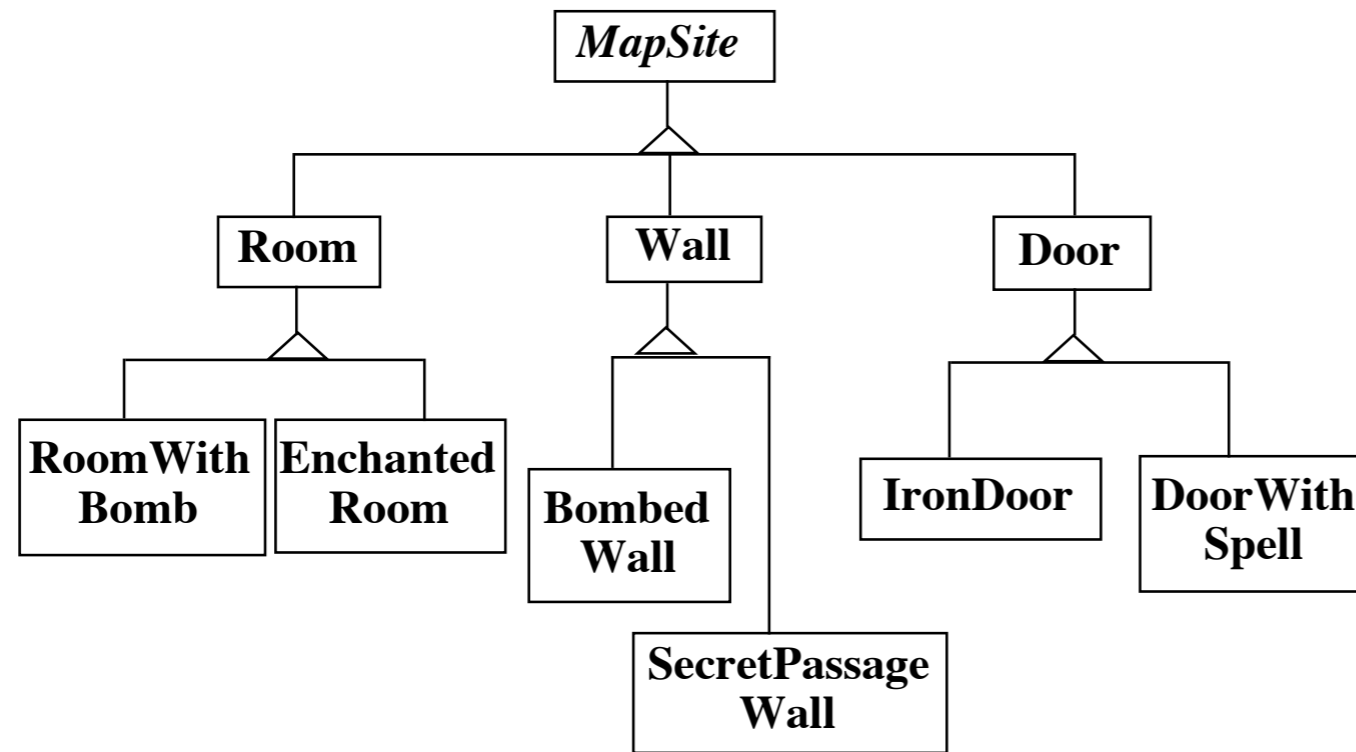 MapSite
Room
Wall
Door
RoomWith
Bomb
Enchanted
Room
Bombed
Wall
IronDoor
DoorWith
Spell
SecretPassage
Wall